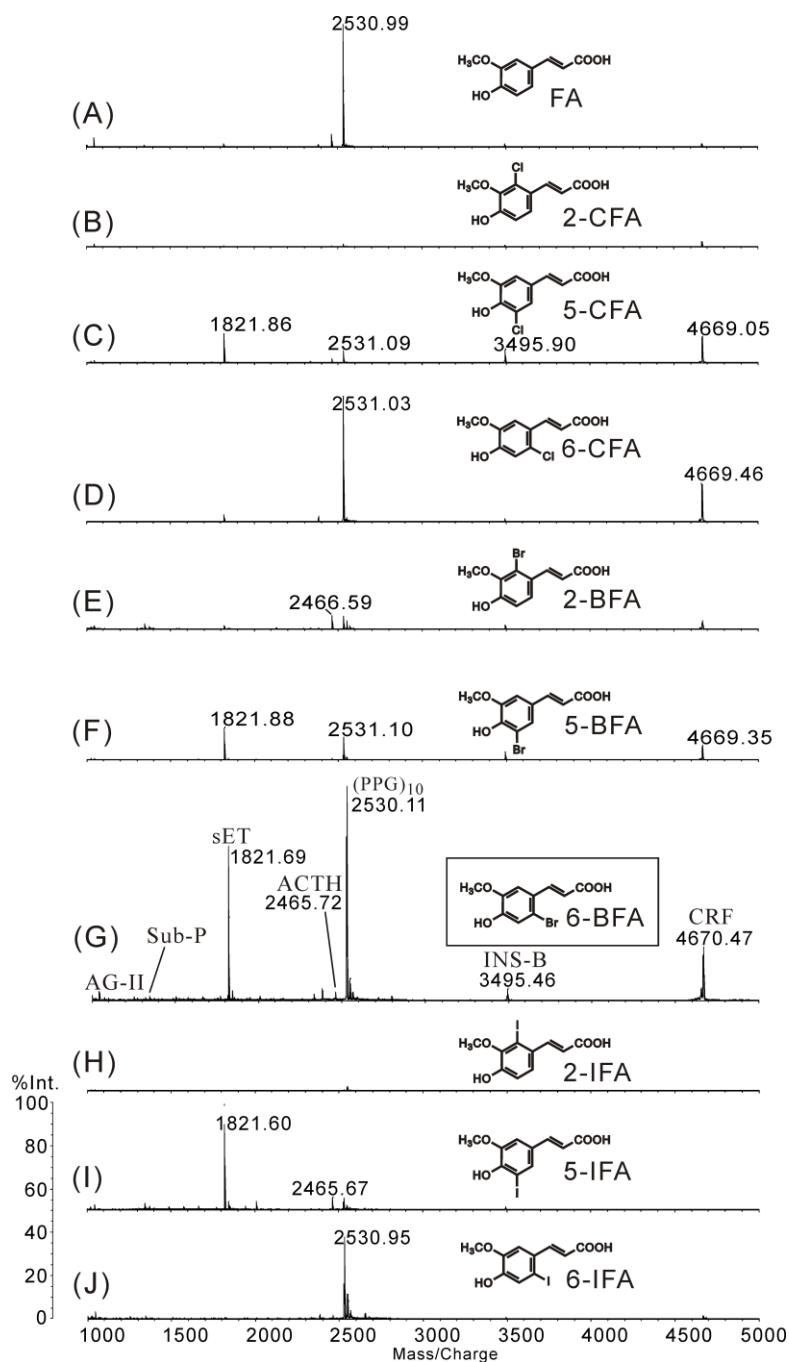 2530.99
H₃CO
COOH
HO
FA
(A)
Cl
H₃CO
COOH
HO
2-CFA
(B)
H₃CO
COOH
HO
Cl
5-CFA
1821.86
2531.09
3495.90
4669.05
(C)
2531.03
H₃CO
COOH
HO
Cl
6-CFA
4669.46
(D)
Br
H₃CO
COOH
HO
2-BFA
2466.59
(E)
H₃CO
COOH
HO
Br
5-BFA
1821.88
2531.10
4669.35
(F)
(PPG)₁₀
2530.11
sET
1821.69
ACTH
2465.72
H₃CO
COOH
HO
Br
6-BFA
CRF
4670.47
Sub-P
INS-B
3495.46
(G)
AG-II
I
H₃CO
COOH
HO
2-IFA
(H)
%Int.
100
80
60
40
20
0
1821.60
2465.67
H₃CO
COOH
HO
I
5-IFA
(I)
2530.95
H₃CO
COOH
HO
I
6-IFA
(J)
1000 1500 2000 2500 3000 3500 4000 4500 5000
Mass/Charge